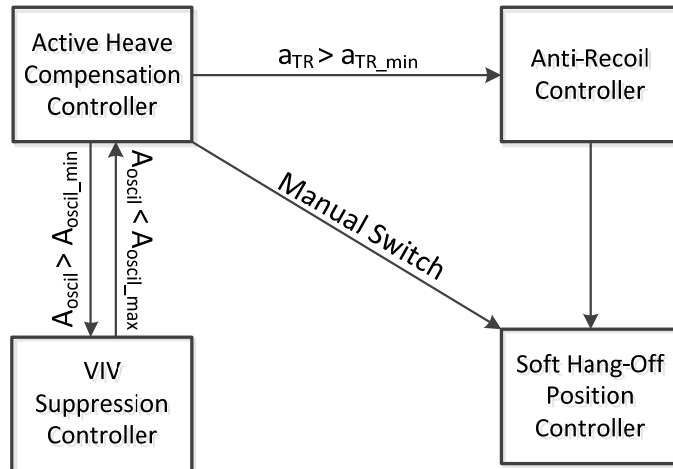 Active Heave
Compensation
Controller
a_TR > a_TR_min
Anti-Recoil
Controller
A_oscil > A_oscil_min
A_oscil < A_oscil_max
Manual Switch
VIV
Suppression
Controller
Soft Hang-Off
Position
Controller